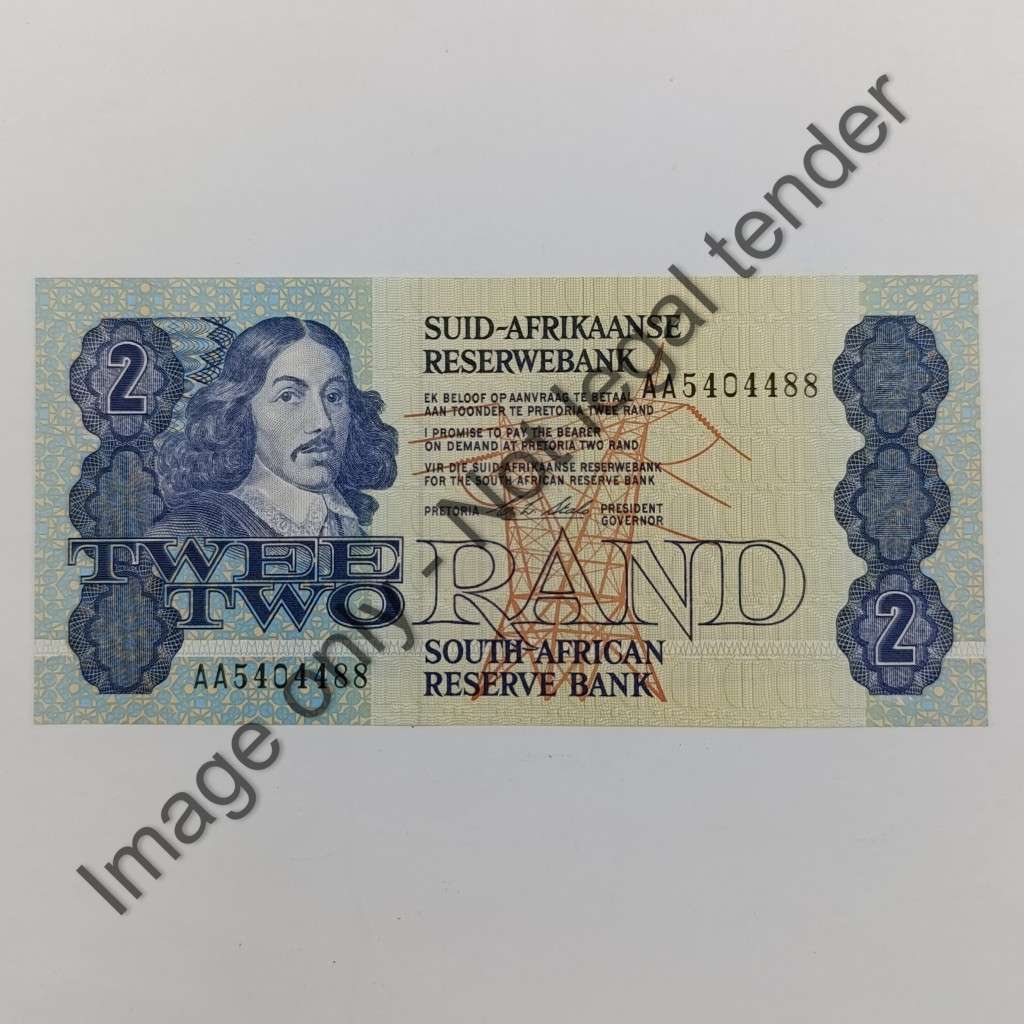 2
SUID-AFRIKAANSE
RESERWEBANK
AA5404488
EK BELOOF OP AANVRAAG TE BETAAL
AAN TOONDER TE PRETORIA TWEE RAND
I PROMISE TO PAY THE BEARER
ON DEMAND AT PRETORIA TWO RAND
VIR DIE SUID-AFRIKAANSE RESERWEBANK
FOR THE SOUTH AFRICAN RESERVE BANK
PRETORIA
PRESIDENT
GOVERNOR
TWEE
TWO
RAND
2
SOUTH AFRICAN
RESERVE BANK
AA5404488
Image only - Not legal tender